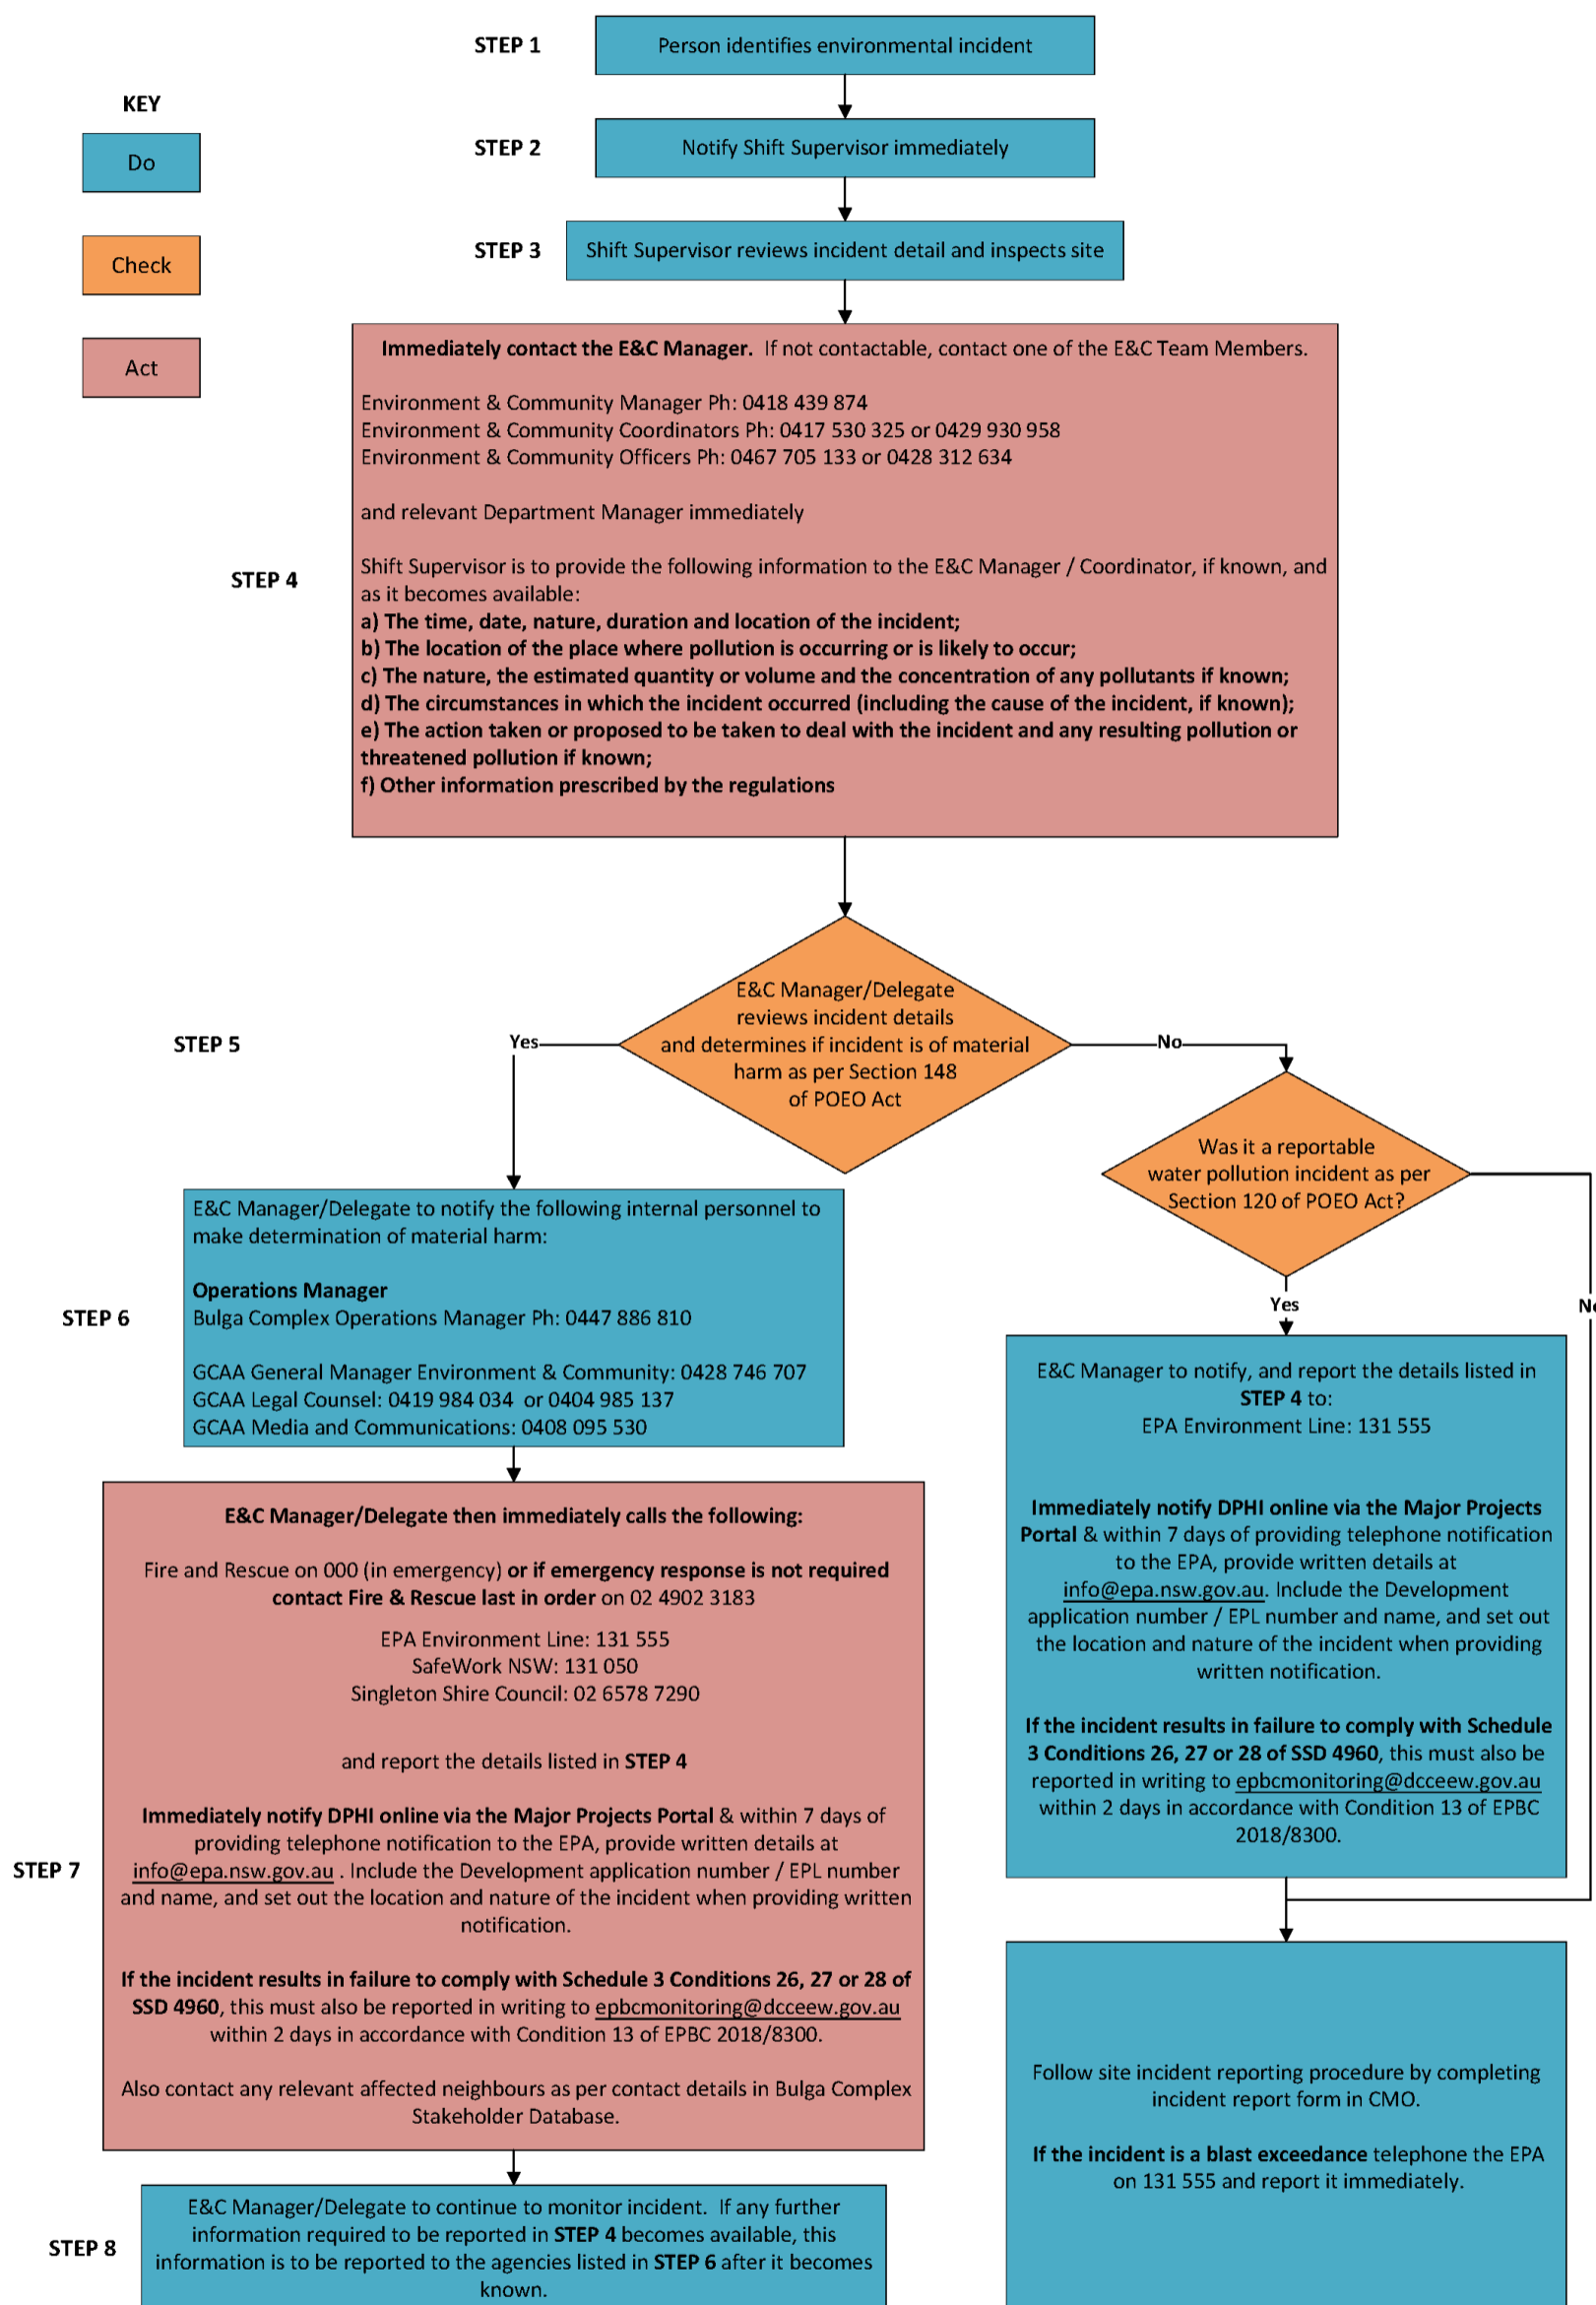 STEP 1
Person identifies environmental incident
KEY
Do
Check
Act
STEP 2
Notify Shift Supervisor immediately
STEP 3
Shift Supervisor reviews incident detail and inspects site
STEP 4
Immediately contact the E&C Manager.  If not contactable, contact one of the E&C Team Members.
Environment & Community Manager Ph: 0418 439 874
Environment & Community Coordinators Ph: 0417 530 325 or 0429 930 958
Environment & Community Officers Ph: 0467 705 133 or 0428 312 634
and relevant Department Manager immediately
Shift Supervisor is to provide the following information to the E&C Manager / Coordinator, if known, and
as it becomes available:
a) The time, date, nature, duration and location of the incident;
b) The location of the place where pollution is occurring or is likely to occur;
c) The nature, the estimated quantity or volume and the concentration of any pollutants if known;
d) The circumstances in which the incident occurred (including the cause of the incident, if known);
e) The action taken or proposed to be taken to deal with the incident and any resulting pollution or
threatened pollution if known;
f) Other information prescribed by the regulations
STEP 5
E&C Manager/Delegate
reviews incident details
and determines if incident is of material
harm as per Section 148
of POEO Act
Yes
No
Was it a reportable
water pollution incident as per
Section 120 of POEO Act?
Yes
No
STEP 6
E&C Manager/Delegate to notify the following internal personnel to
make determination of material harm:
Operations Manager
Bulga Complex Operations Manager Ph: 0447 886 810
GCAA General Manager Environment & Community: 0428 746 707
GCAA Legal Counsel: 0419 984 034  or 0404 985 137
GCAA Media and Communications: 0408 095 530
E&C Manager to notify, and report the details listed in
STEP 4 to:
EPA Environment Line: 131 555
Immediately notify DPHI online via the Major Projects
Portal & within 7 days of providing telephone notification
to the EPA, provide written details at
info@epa.nsw.gov.au. Include the Development
application number / EPL number and name, and set out
the location and nature of the incident when providing
written notification.
If the incident results in failure to comply with Schedule
3 Conditions 26, 27 or 28 of SSD 4960, this must also be
reported in writing to epbcmonitoring@dcceew.gov.au
within 2 days in accordance with Condition 13 of EPBC
2018/8300.
STEP 7
E&C Manager/Delegate then immediately calls the following:
Fire and Rescue on 000 (in emergency) or if emergency response is not required
contact Fire & Rescue last in order on 02 4902 3183
EPA Environment Line: 131 555
SafeWork NSW: 131 050
Singleton Shire Council: 02 6578 7290
and report the details listed in STEP 4
Immediately notify DPHI online via the Major Projects Portal & within 7 days of
providing telephone notification to the EPA, provide written details at
info@epa.nsw.gov.au . Include the Development application number / EPL number
and name, and set out the location and nature of the incident when providing written
notification.
If the incident results in failure to comply with Schedule 3 Conditions 26, 27 or 28 of
SSD 4960, this must also be reported in writing to epbcmonitoring@dcceew.gov.au
within 2 days in accordance with Condition 13 of EPBC 2018/8300.
Also contact any relevant affected neighbours as per contact details in Bulga Complex
Stakeholder Database.
Follow site incident reporting procedure by completing
incident report form in CMO.
If the incident is a blast exceedance telephone the EPA
on 131 555 and report it immediately.
STEP 8
E&C Manager/Delegate to continue to monitor incident.  If any further
information required to be reported in STEP 4 becomes available, this
information is to be reported to the agencies listed in STEP 6 after it becomes
known.